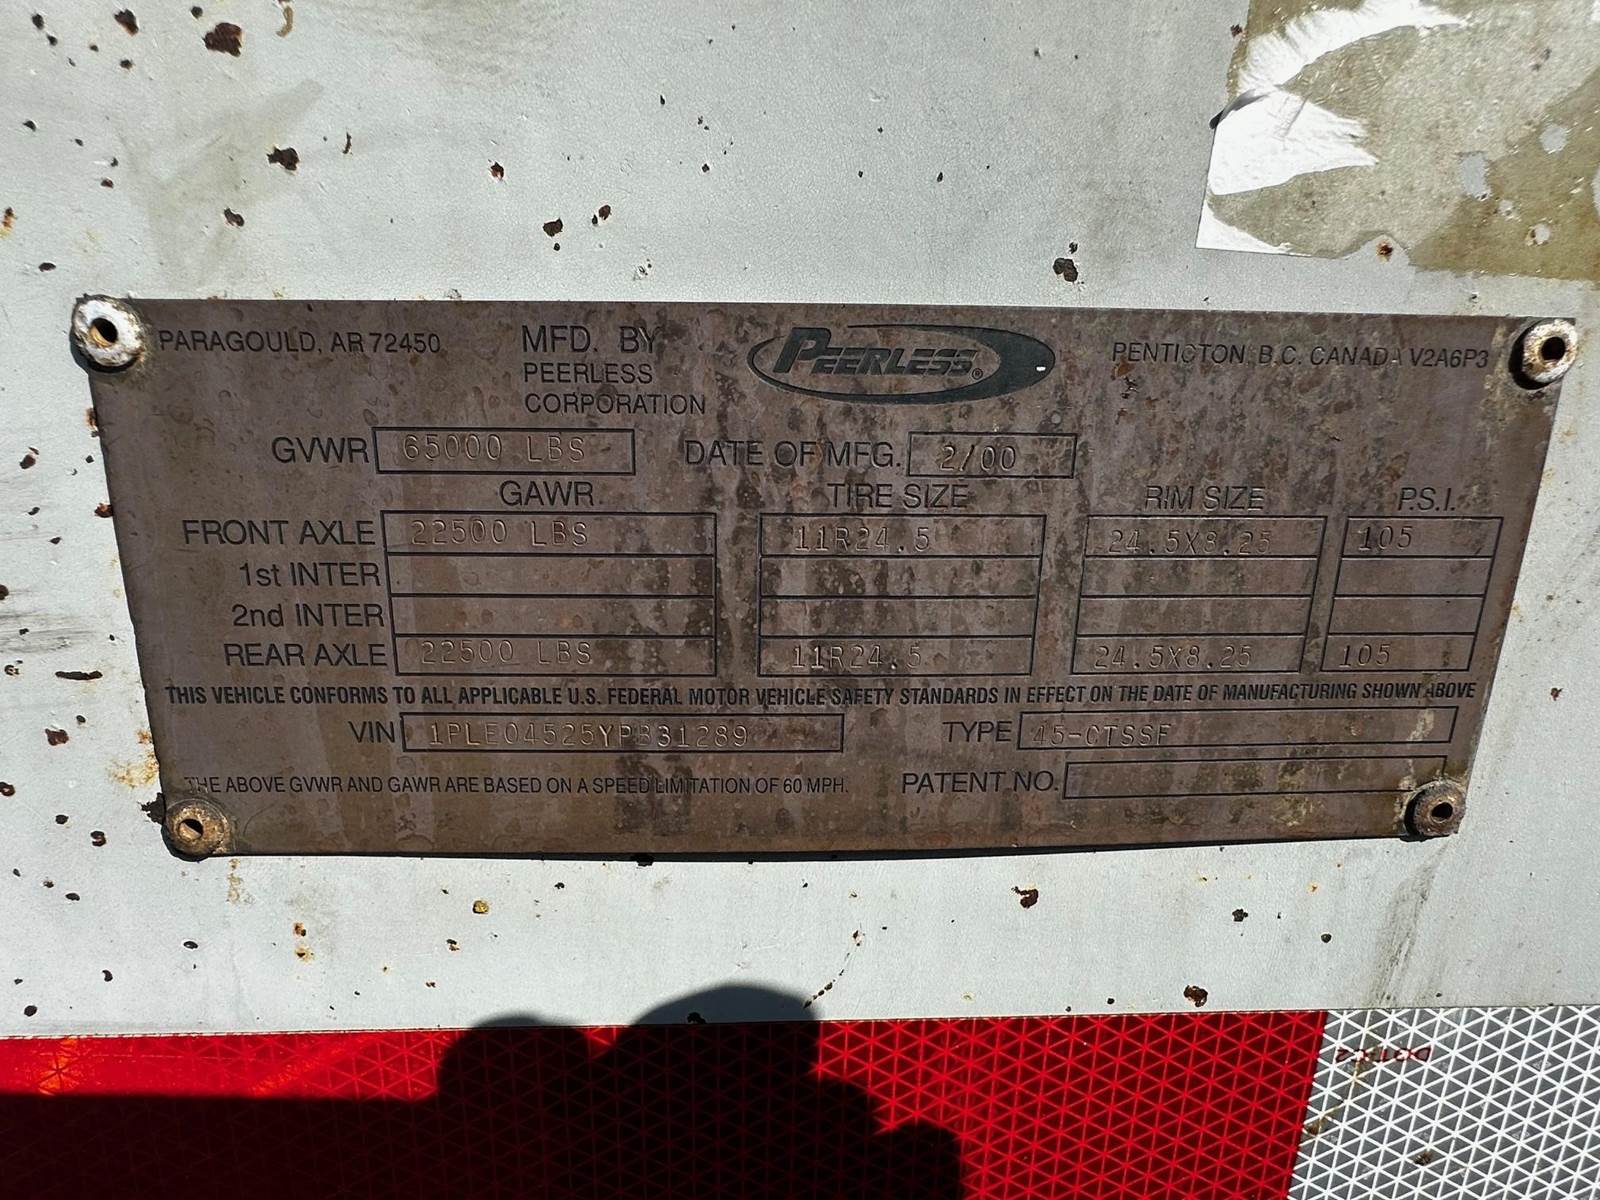 PARAGOULD, AR 72450
MFD. BY
PEERLESS
CORPORATION
PEERLESS®
PENTICTON, B.C. CANADA V2A6P3
GVWR 65000 LBS DATE OF MFG. 2/00
GAWR TIRE SIZE RIM SIZE P.S.I.
FRONT AXLE 22500 LBS 11R24.5 24.5X8.25 105
1st INTER
2nd INTER
REAR AXLE 22500 LBS 11R24.5 24.5X8.25 105
THIS VEHICLE CONFORMS TO ALL APPLICABLE U.S. FEDERAL MOTOR VEHICLE SAFETY STANDARDS IN EFFECT ON THE DATE OF MANUFACTURING SHOWN ABOVE
VIN 1PLE04525YPB31289 TYPE 45-CTSSF
THE ABOVE GVWR AND GAWR ARE BASED ON A SPEED LIMITATION OF 60 MPH. PATENT NO.
DOT-C2